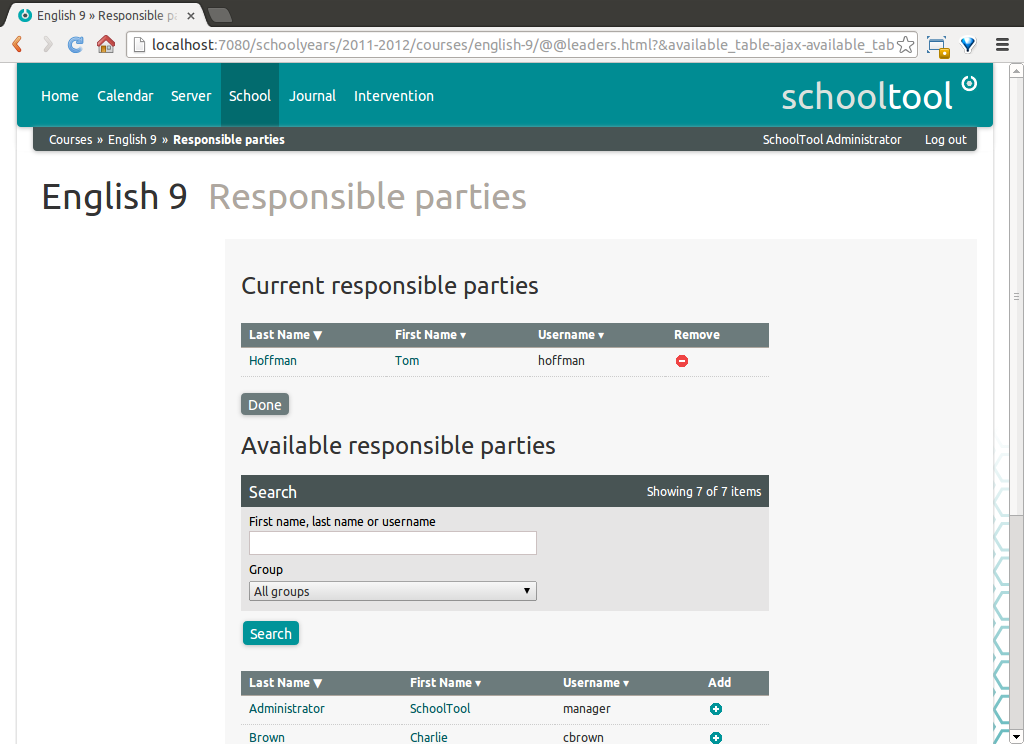 English 9 » Responsible pa
localhost:7080/schoolyears/2011-2012/courses/english-9/@@leaders.html?&available_table-ajax-available_tab
Home Calendar Server School Journal Intervention schooltool
Courses » English 9 » Responsible parties SchoolTool Administrator Log out
English 9 Responsible parties
Current responsible parties
Last Name ▼ First Name ▾ Username ▾ Remove
Hoffman Tom hoffman
Done
Available responsible parties
Search Showing 7 of 7 items
First name, last name or username
Group
All groups
Search
Last Name ▼ First Name ▾ Username ▾ Add
Administrator SchoolTool manager
Brown Charlie cbrown